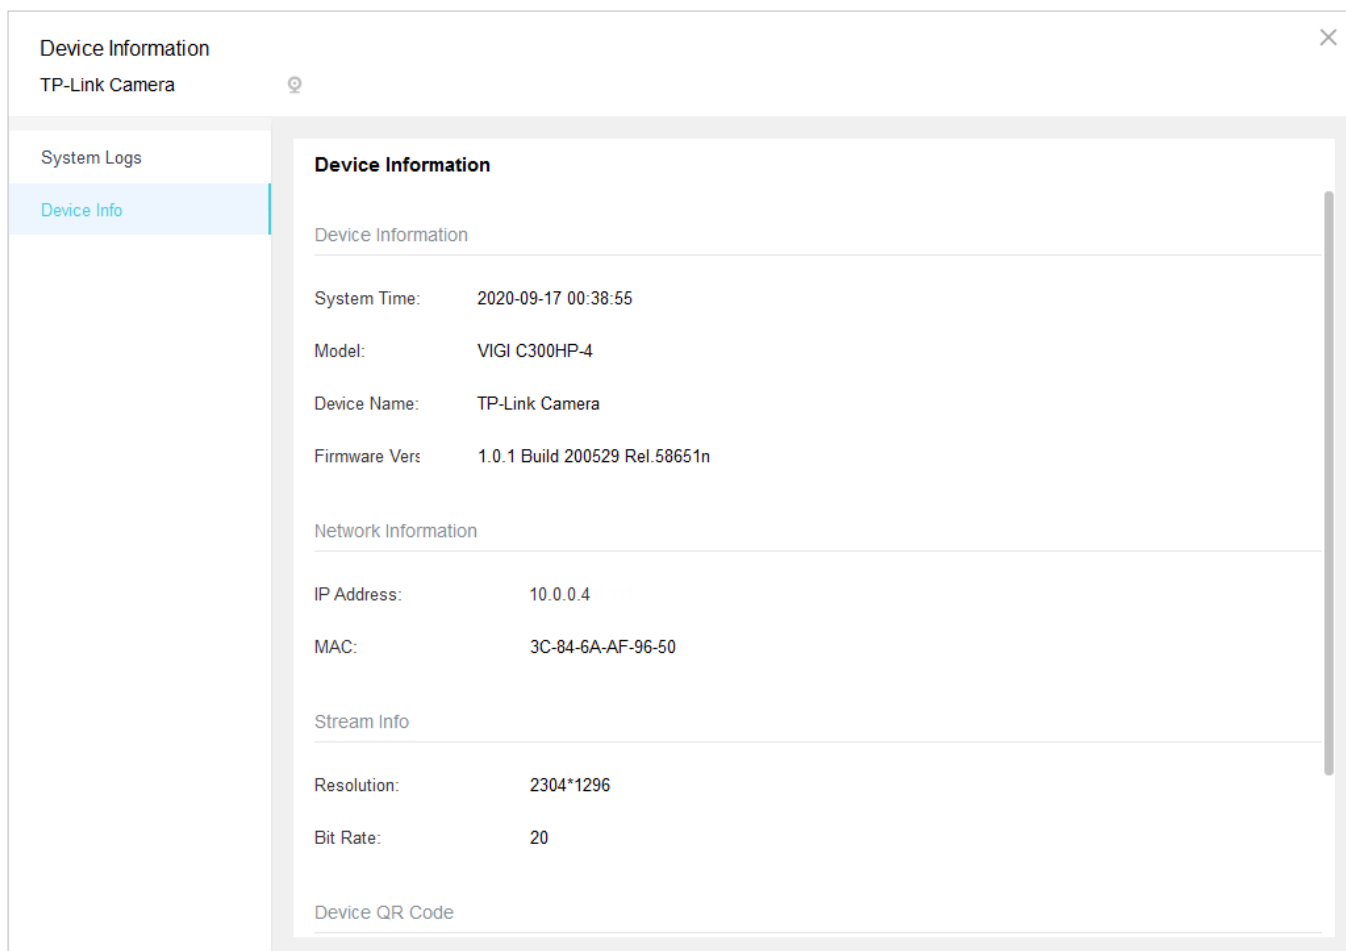 Device Information
TP-Link Camera
System Logs
Device Info
Device Information
Device Information
System Time: 2020-09-17 00:38:55
Model: VIGI C300HP-4
Device Name: TP-Link Camera
Firmware Vers 1.0.1 Build 200529 Rel.58651n
Network Information
IP Address: 10.0.0.4
MAC: 3C-84-6A-AF-96-50
Stream Info
Resolution: 2304*1296
Bit Rate: 20
Device QR Code